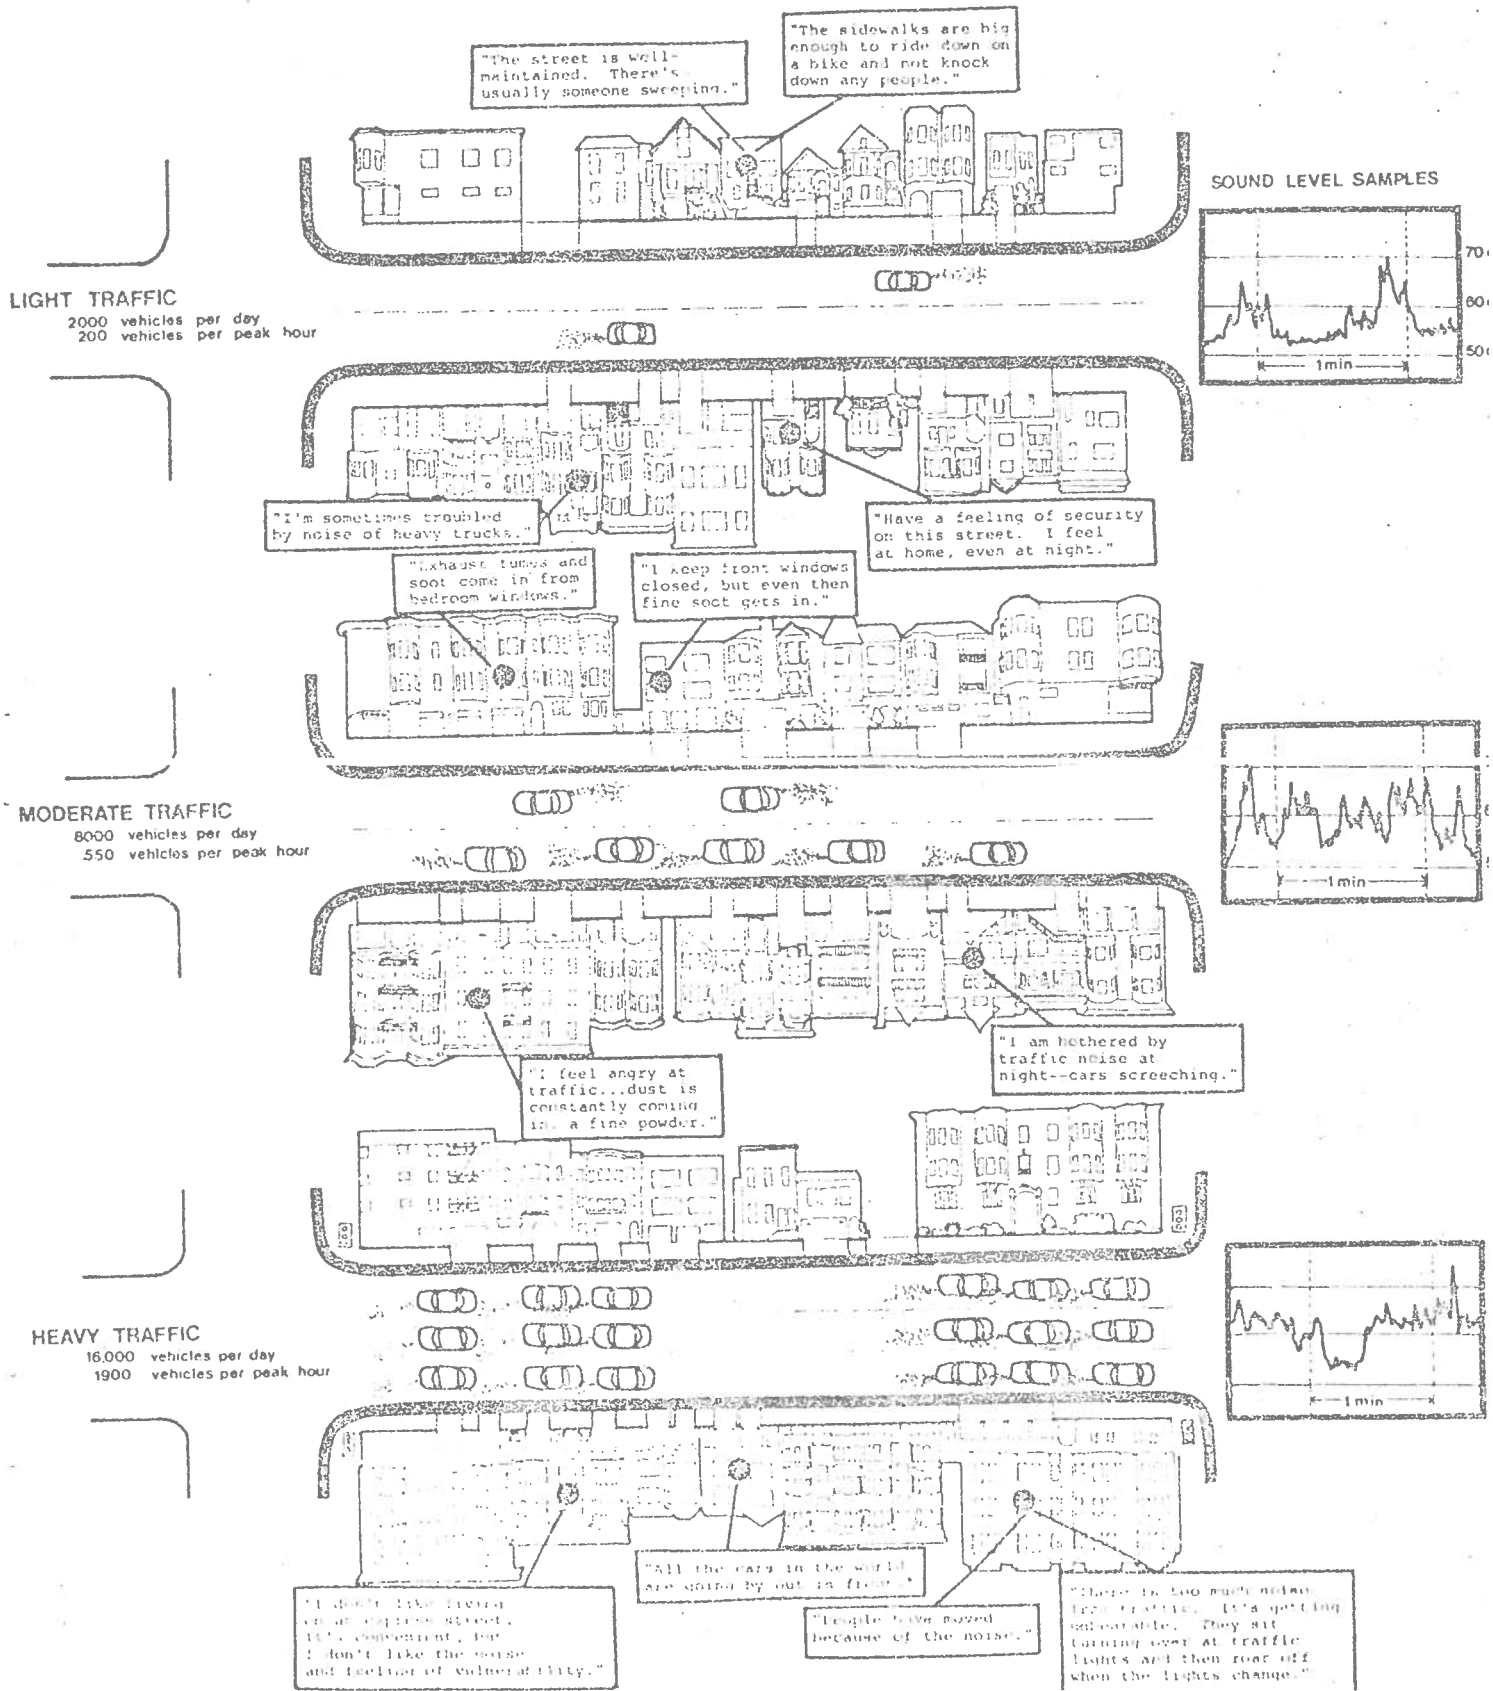 "The street is well-
maintained. There's
usually someone sweeping."
"The sidewalks are big
enough to ride down on
a bike and not knock
down any people."
SOUND LEVEL SAMPLES
70
60
50
1 min
LIGHT TRAFFIC
2000 vehicles per day
200 vehicles per peak hour
"I'm sometimes troubled
by noise of heavy trucks."
"Have a feeling of security
on this street. I feel
at home, even at night."
"Exhaust fumes and
soot come in from
bedroom windows."
"I keep front windows
closed, but even then
fine soot gets in."
MODERATE TRAFFIC
8000 vehicles per day
550 vehicles per peak hour
1 min
"I feel angry at
traffic...dust is
constantly coming
in, a fine powder."
"I am bothered by
traffic noise at
night--cars screeching."
HEAVY TRAFFIC
16,000 vehicles per day
1900 vehicles per peak hour
1 min
"I don't like living
on an express street.
It's convenient, but
I don't like the noise
and feeling of vulnerability."
"All the cars in the world
are going by out in front."
"People have moved
because of the noise."
"There is too much noise
from traffic. It's getting
unbearable. They sit
turning over at traffic
lights and then roar off
when the lights change."